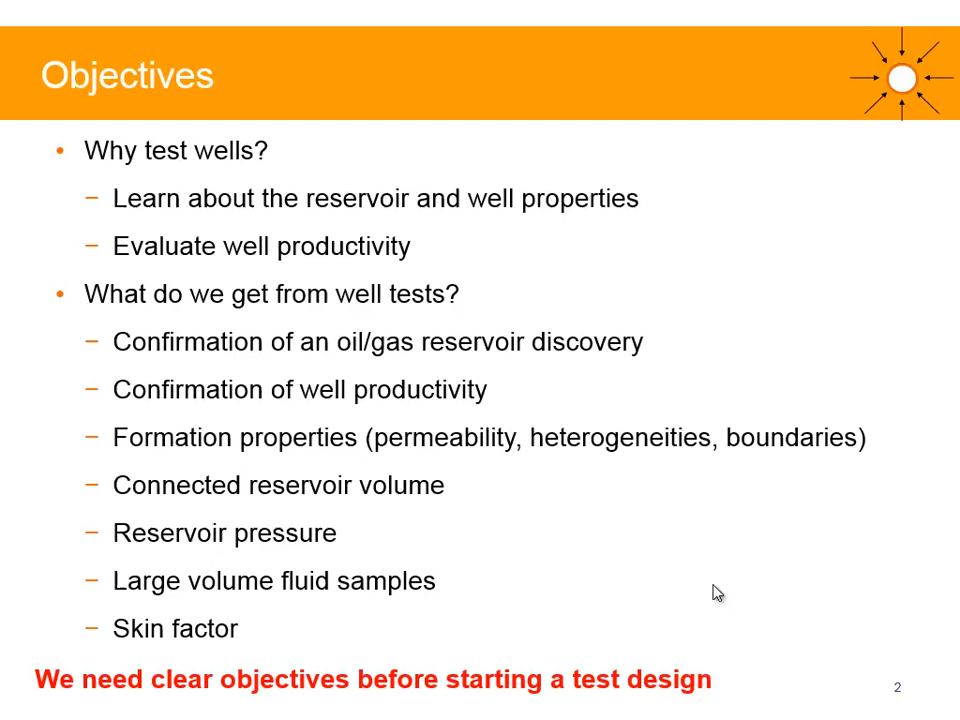 Objectives
• Why test wells?
− Learn about the reservoir and well properties
− Evaluate well productivity
• What do we get from well tests?
− Confirmation of an oil/gas reservoir discovery
− Confirmation of well productivity
− Formation properties (permeability, heterogeneities, boundaries)
− Connected reservoir volume
− Reservoir pressure
− Large volume fluid samples
− Skin factor
We need clear objectives before starting a test design
2